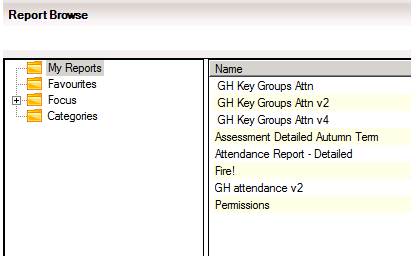 Report Browse
My Reports
Favourites
Focus
Categories
Name
GH Key Groups Attn
GH Key Groups Attn v2
GH Key Groups Attn v4
Assessment Detailed Autumn Term
Attendance Report - Detailed
Fire!
GH attendance v2
Permissions